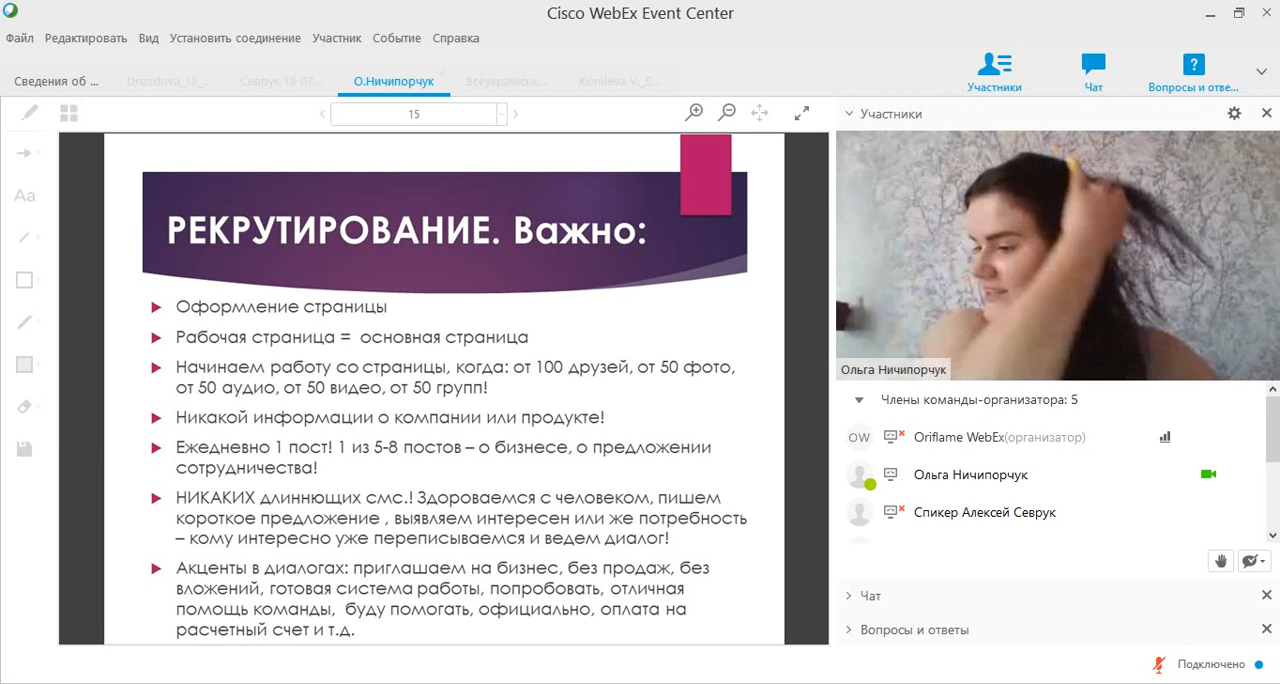 Cisco WebEx Event Center
Файл Редактировать Вид Установить соединение Участник Событие Справка
Участники Чат Вопросы и отве...
Сведения об ... Drozdova_18_... Севрук 18 07... О.Ничипорчук Всеукраїнськ... Komleva V._S...
15
Участники
РЕКРУТИРОВАНИЕ. Важно:
Оформление страницы
Рабочая страница = основная страница
Начинаем работу со страницы, когда: от 100 друзей, от 50 фото,
от 50 аудио, от 50 видео, от 50 групп!
Никакой информации о компании или продукте!
Ежедневно 1 пост! 1 из 5-8 постов – о бизнесе, о предложении
сотрудничества!
НИКАКИХ длиннющих смс.! Здороваемся с человеком, пишем
короткое предложение , выявляем интересен или же потребность
– кому интересно уже переписываемся и ведем диалог!
Акценты в диалогах: приглашаем на бизнес, без продаж, без
вложений, готовая система работы, попробовать, отличная
помощь команды, буду помогать, официально, оплата на
расчетный счет и т.д.
Aa
Ольга Ничипорчук
Члены команды-организатора: 5
OW Oriflame WebEx(организатор)
Ольга Ничипорчук
Спикер Алексей Севрук
Чат
Вопросы и ответы
Подключено